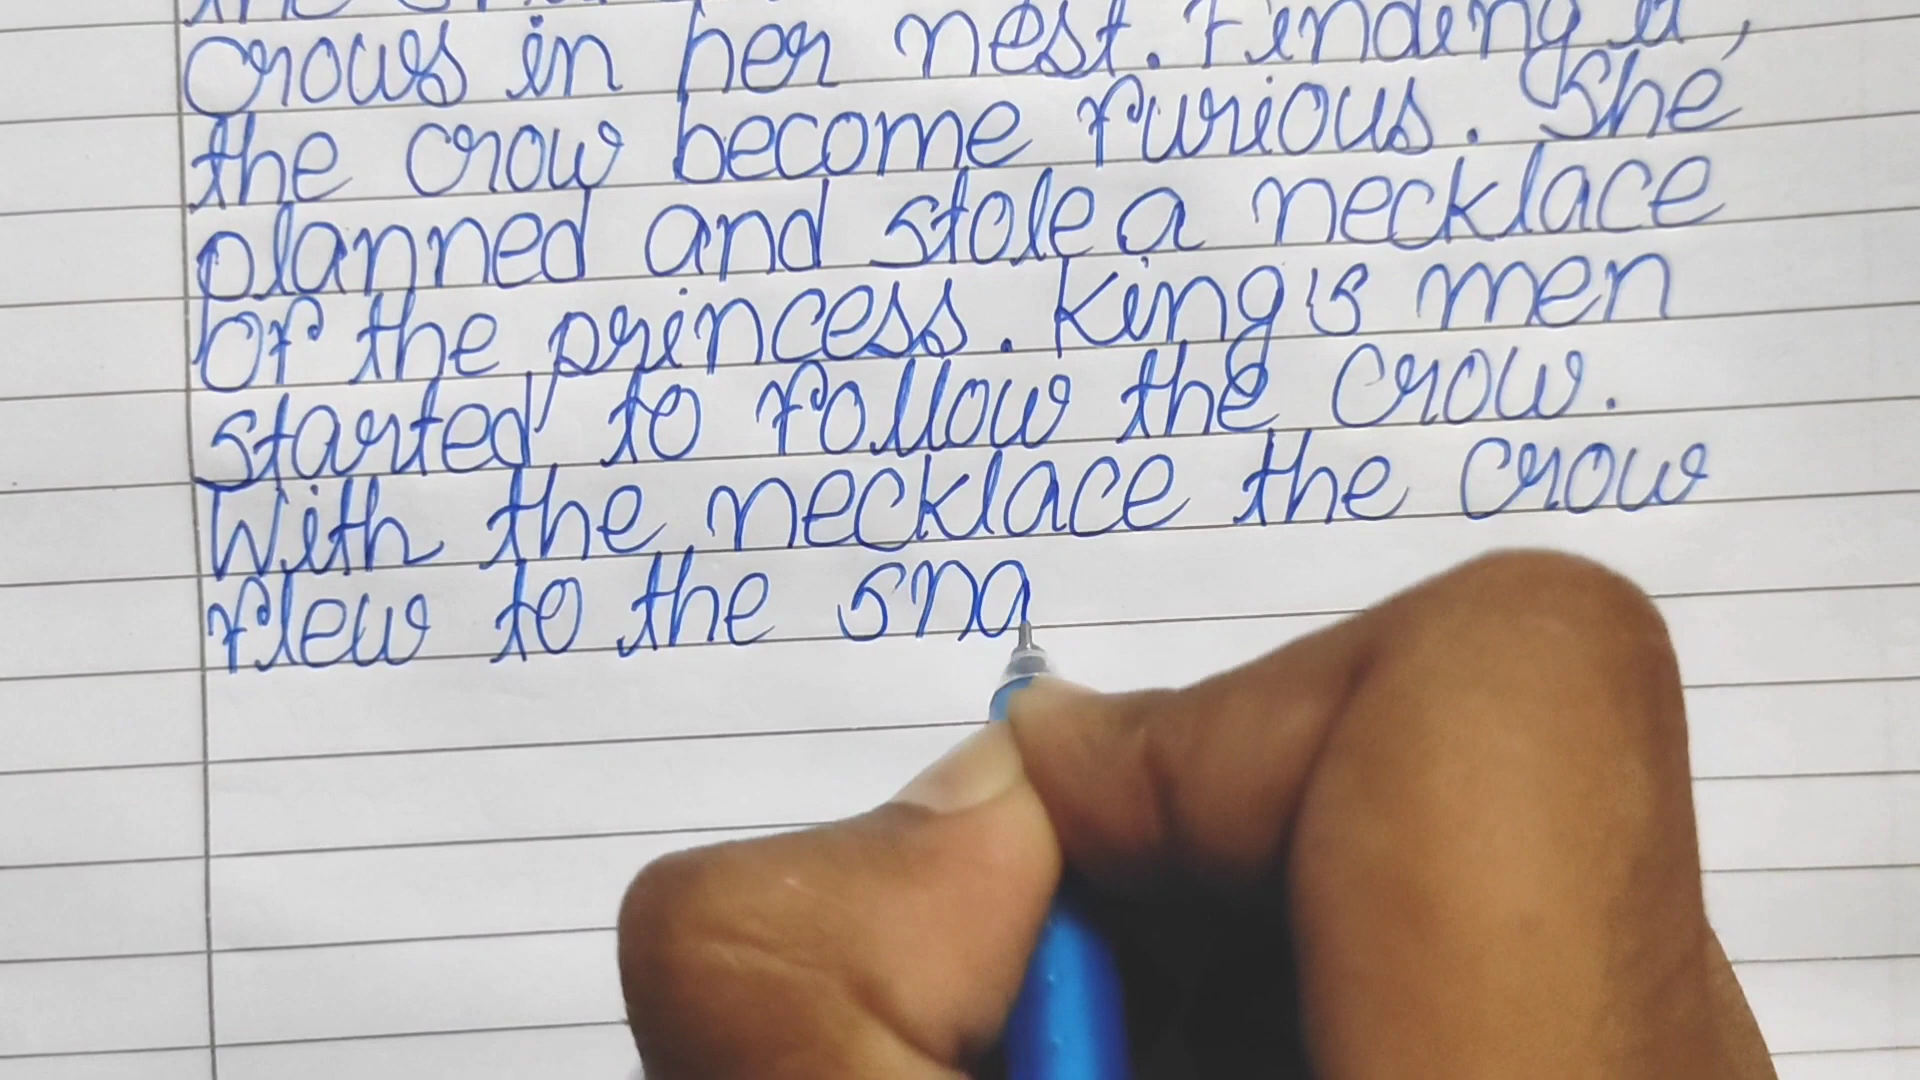 crows in her nest. Finding it,
the crow become furious. She
planned and stole a necklace
of the princess. King's men
started to follow the crow.
With the necklace the crow
flew to the sna